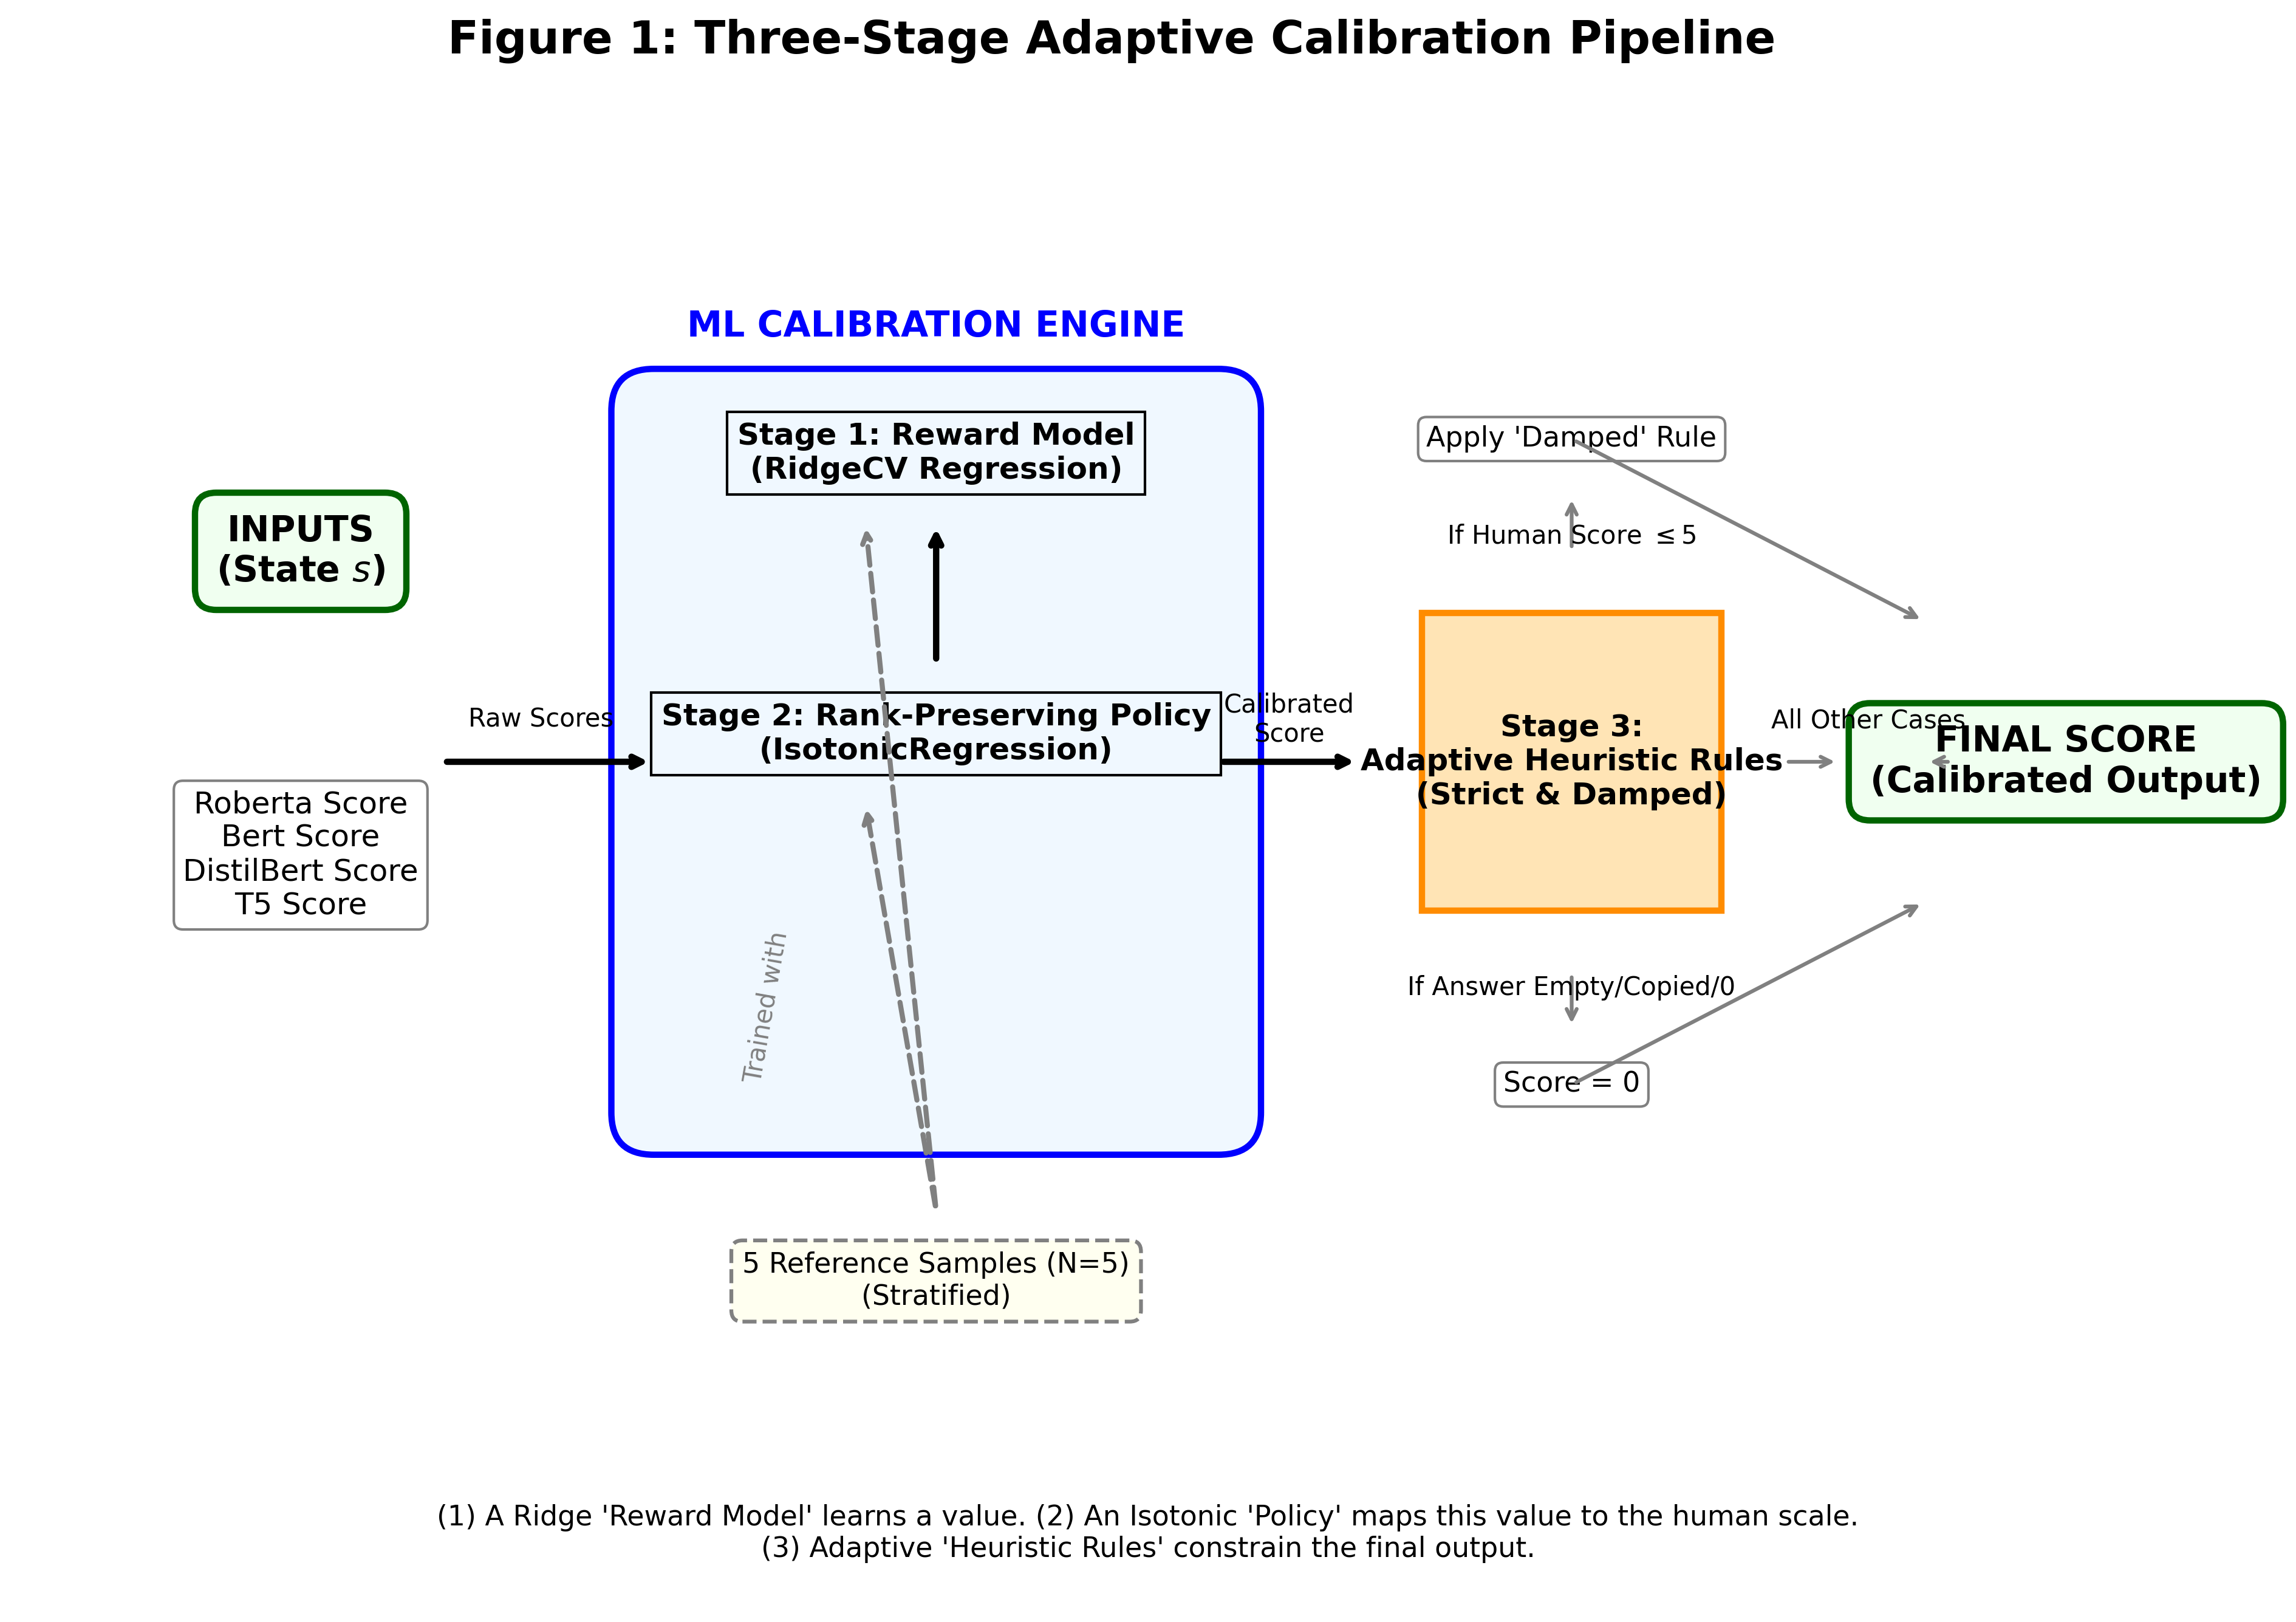 Figure 1: Three-Stage Adaptive Calibration Pipeline
ML CALIBRATION ENGINE
Stage 1: Reward Model
(RidgeCV Regression)
INPUTS
(State s)
Raw Scores
Roberta Score
Bert Score
DistilBert Score
T5 Score
Stage 2: Rank-Preserving Policy
(IsotonicRegression)
Trained with
5 Reference Samples (N=5)
(Stratified)
Calibrated
Score
Apply 'Damped' Rule
If Human Score ≤ 5
Stage 3:
Adaptive Heuristic Rules
(Strict & Damped)
If Answer Empty/Copied/0
Score = 0
All Other Cases
FINAL SCORE
(Calibrated Output)
(1) A Ridge 'Reward Model' learns a value. (2) An Isotonic 'Policy' maps this value to the human scale.
(3) Adaptive 'Heuristic Rules' constrain the final output.